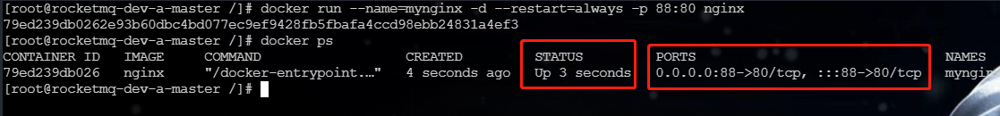 [root@rocketmq-dev-a-master /]# docker run --name=mynginx -d --restart=always -p 88:80 nginx
79ed239db0262e93b60dbc4bd077ec9ef9428fb5fbafa4ccd98ebb24831a4ef3
[root@rocketmq-dev-a-master /]# docker ps
CONTAINER ID IMAGE COMMAND CREATED STATUS PORTS NAMES
79ed239db026 nginx "/docker-entrypoint.…" 4 seconds ago Up 3 seconds 0.0.0.0:88->80/tcp, :::88->80/tcp mynginx
[root@rocketmq-dev-a-master /]#